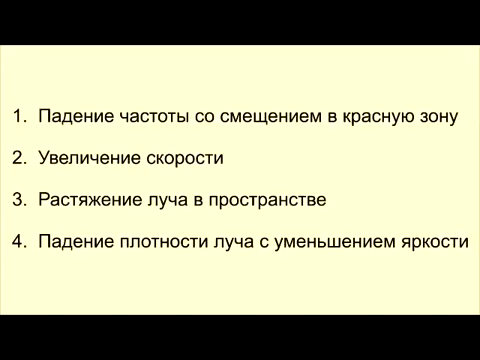 1. Падение частоты со смещением в красную зону
2. Увеличение скорости
3. Растяжение луча в пространстве
4. Падение плотности луча с уменьшением яркости